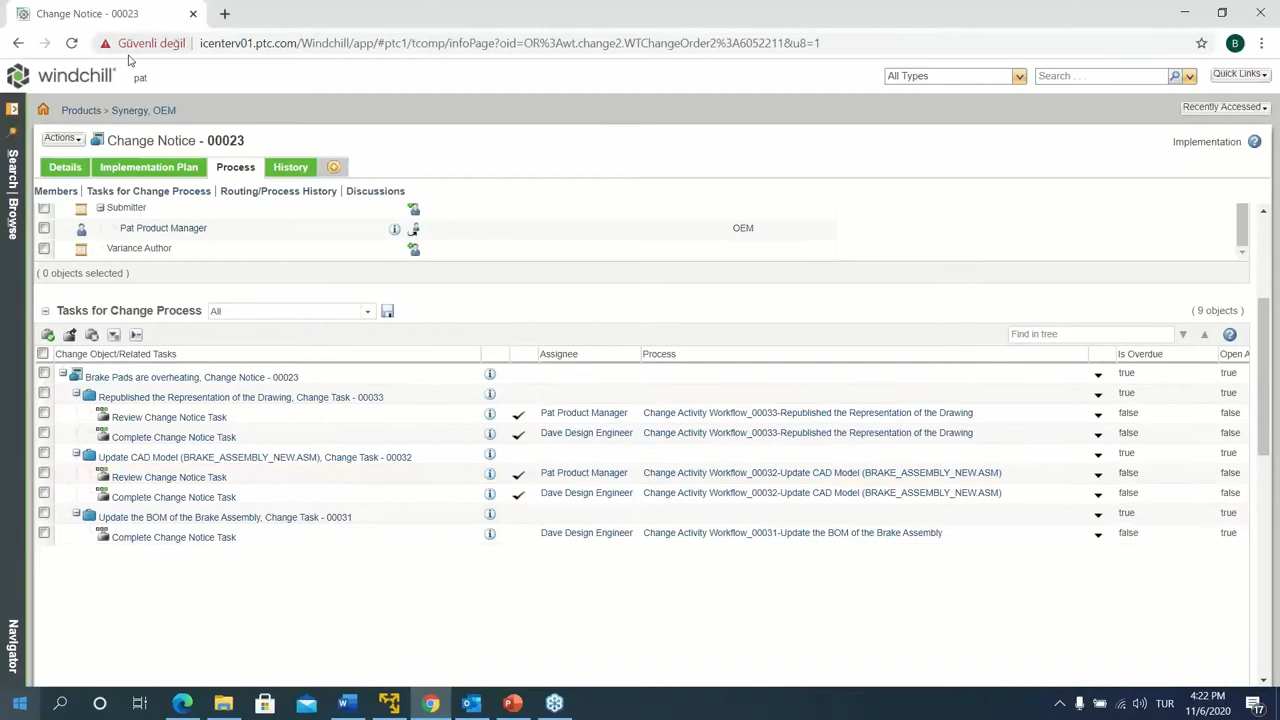 Change Notice - 00023
Güvenli değil icenterv01.ptc.com/Windchill/app/#ptc1/tcomp/infoPage?oid=OR%3Awt.change2.WTChangeOrder2%3A6052211&u8=1
B
windchill
pat
All Types
Search . . .
Quick Links
Products > Synergy, OEM
Recently Accessed
Actions
Change Notice - 00023
Implementation
Details
Implementation Plan
Process
History
Search | Browse
Navigator
Members | Tasks for Change Process | Routing/Process History | Discussions
Submitter
Pat Product Manager OEM
Variance Author
( 0 objects selected )
Tasks for Change Process All ( 9 objects )
Find in tree
Change Object/Related Tasks Assignee Process Is Overdue Open A
Brake Pads are overheating, Change Notice - 00023 true true
Republished the Representation of the Drawing, Change Task - 00033 true true
Review Change Notice Task Pat Product Manager Change Activity Workflow_00033-Republished the Representation of the Drawing false false
Complete Change Notice Task Dave Design Engineer Change Activity Workflow_00033-Republished the Representation of the Drawing false false
Update CAD Model (BRAKE_ASSEMBLY_NEW.ASM), Change Task - 00032 true true
Review Change Notice Task Pat Product Manager Change Activity Workflow_00032-Update CAD Model (BRAKE_ASSEMBLY_NEW.ASM) false false
Complete Change Notice Task Dave Design Engineer Change Activity Workflow_00032-Update CAD Model (BRAKE_ASSEMBLY_NEW.ASM) false false
Update the BOM of the Brake Assembly, Change Task - 00031 true true
Complete Change Notice Task Dave Design Engineer Change Activity Workflow_00031-Update the BOM of the Brake Assembly false true
TUR
4:22 PM
11/6/2020
17